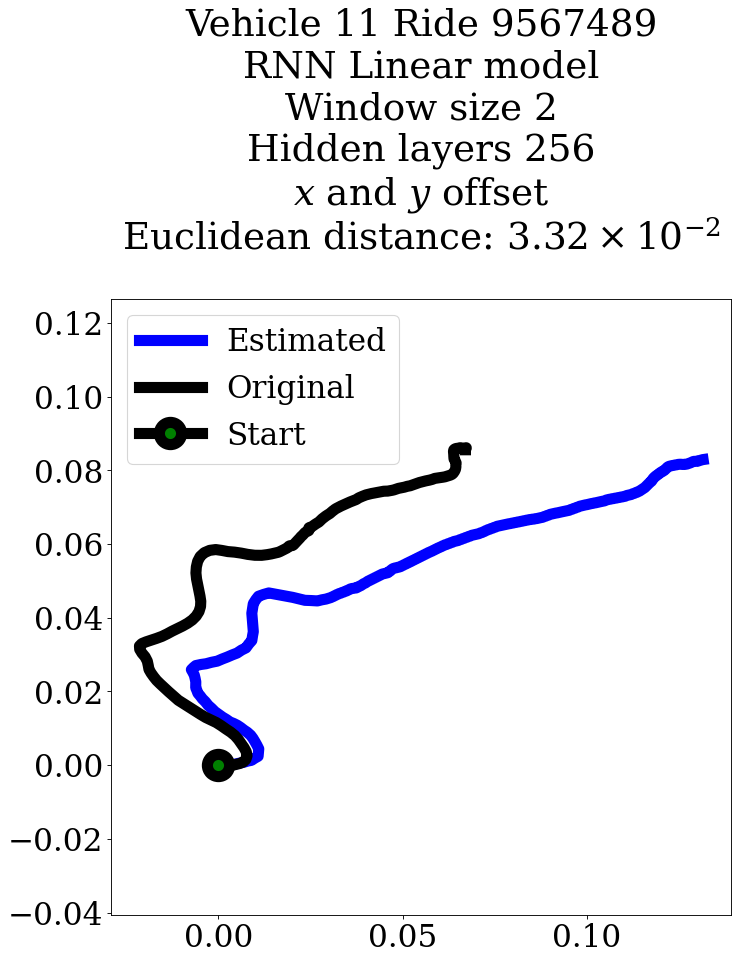 Vehicle 11 Ride 9567489
RNN Linear model
Window size 2
Hidden layers 256
x and y offset
Euclidean distance: 3.32 × 10⁻²
Estimated
Original
Start
0.12
0.10
0.08
0.06
0.04
0.02
0.00
−0.02
−0.04
0.00 0.05 0.10